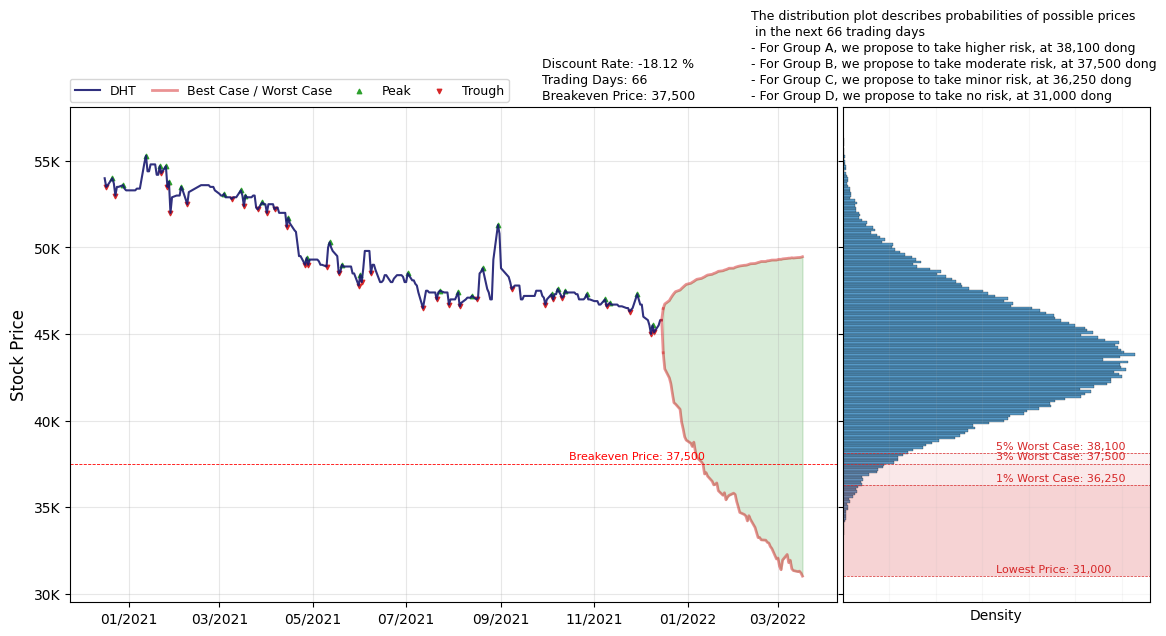 The distribution plot describes probabilities of possible prices
in the next 66 trading days
- For Group A, we propose to take higher risk, at 38,100 dong
- For Group B, we propose to take moderate risk, at 37,500 dong
- For Group C, we propose to take minor risk, at 36,250 dong
- For Group D, we propose to take no risk, at 31,000 dong
Discount Rate: -18.12 %
Trading Days: 66
Breakeven Price: 37,500
DHT
Best Case / Worst Case
Peak
Trough
Stock Price
55K
50K
45K
40K
35K
30K
Breakeven Price: 37,500
5% Worst Case: 38,100
3% Worst Case: 37,500
1% Worst Case: 36,250
Lowest Price: 31,000
01/2021
03/2021
05/2021
07/2021
09/2021
11/2021
01/2022
03/2022
Density